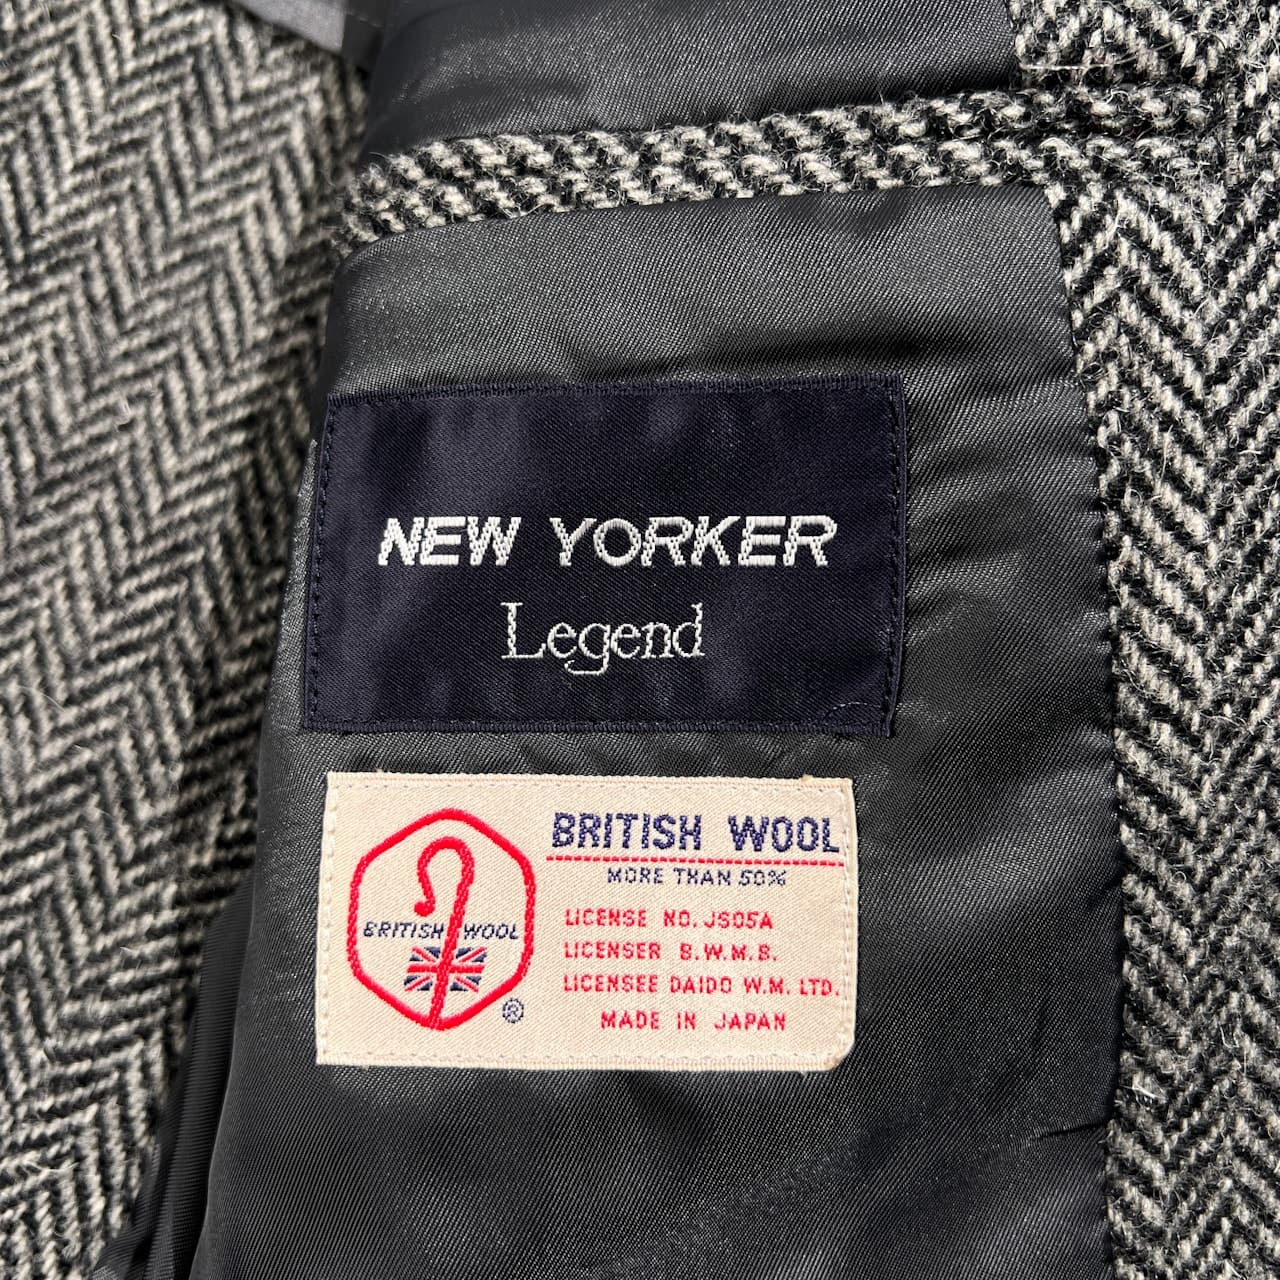 NEW YORKER
Legend
BRITISH WOOL
MORE THAN 50%
BRITISH WOOL
®
LICENSE NO. JS05A
LICENSER B.W.M.B.
LICENSEE DAIDO W.M. LTD.
MADE IN JAPAN